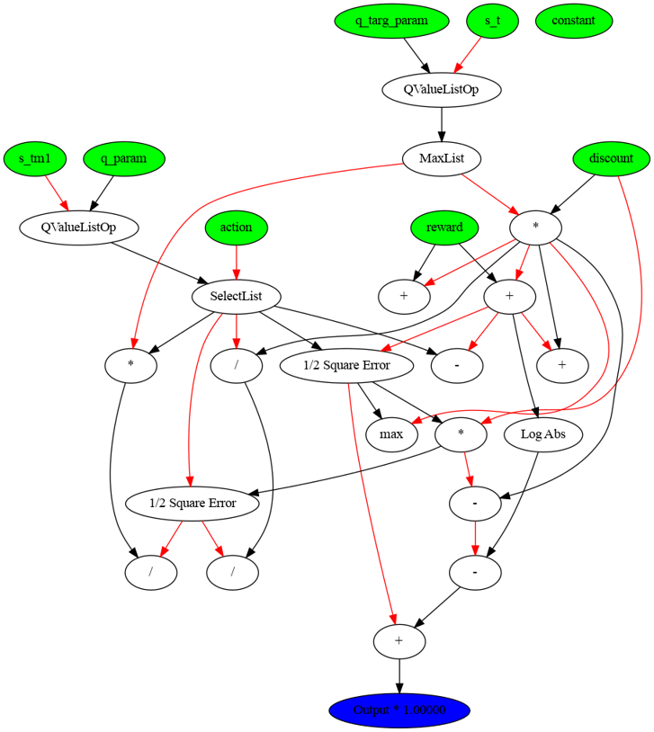 q_targ_param
s_t
constant
QValueListOp
s_tm1
q_param
MaxList
discount
QValueListOp
action
reward
*
SelectList
+
+
*
/
1/2 Square Error
-
+
max
*
Log Abs
1/2 Square Error
-
/
/
-
+
Output * 1.00000